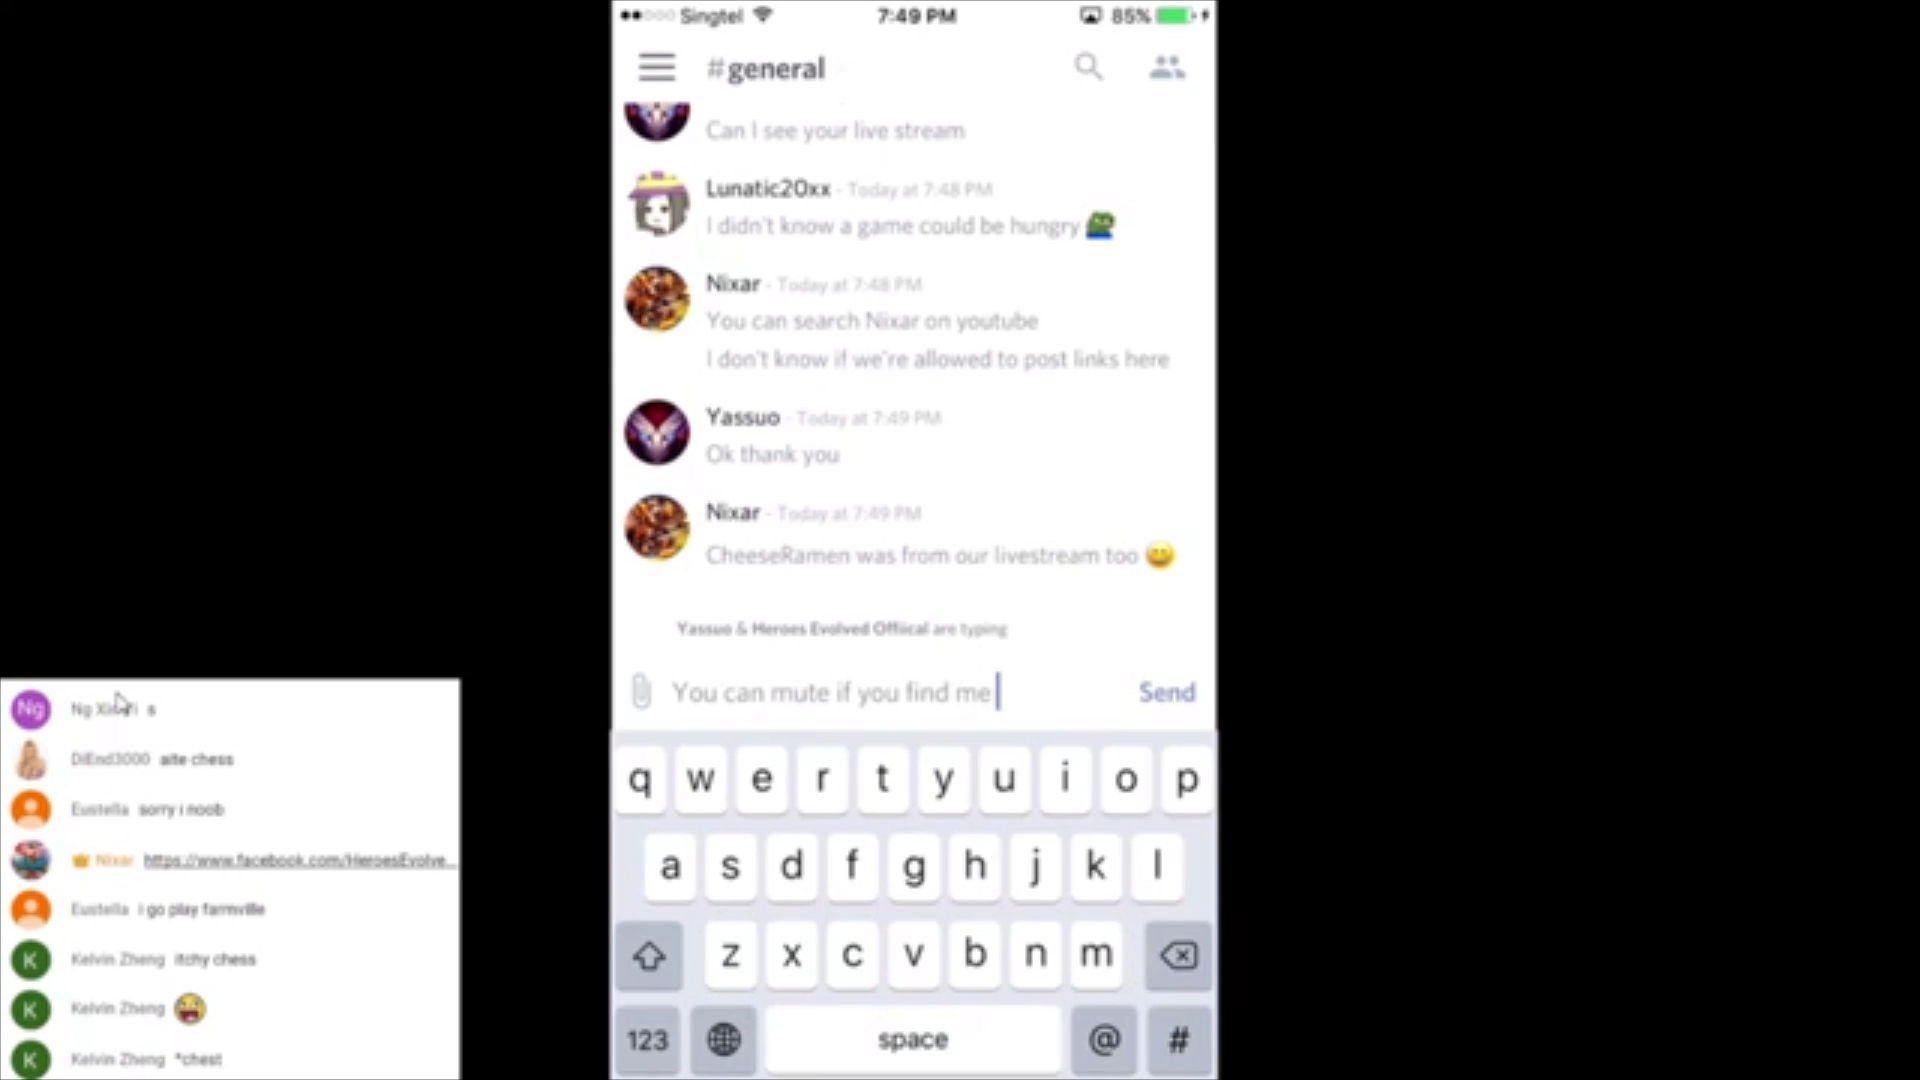 Singtel
7:49 PM
85%
#general
Can I see your live stream
Lunatic20xx - Today at 7:48 PM
I didn't know a game could be hungry
Nixar - Today at 7:48 PM
You can search Nixar on youtube
I don't know if we're allowed to post links here
Yassuo - Today at 7:49 PM
Ok thank you
Nixar - Today at 7:49 PM
CheeseRamen was from our livestream too
Yassuo & Heroes Evolved Offiical are typing
You can mute if you find me
Send
q w e r t y u i o p
a s d f g h j k l
z x c v b n m
123 space @ #
Ng s
DIEnd3000 aite chess
Eustella sorry i noob
Nixar https://www.facebook.com/HeroesEvolve...
Eustella i go play farmville
Kelvin Zheng itchy chess
Kelvin Zheng
Kelvin Zheng *chest